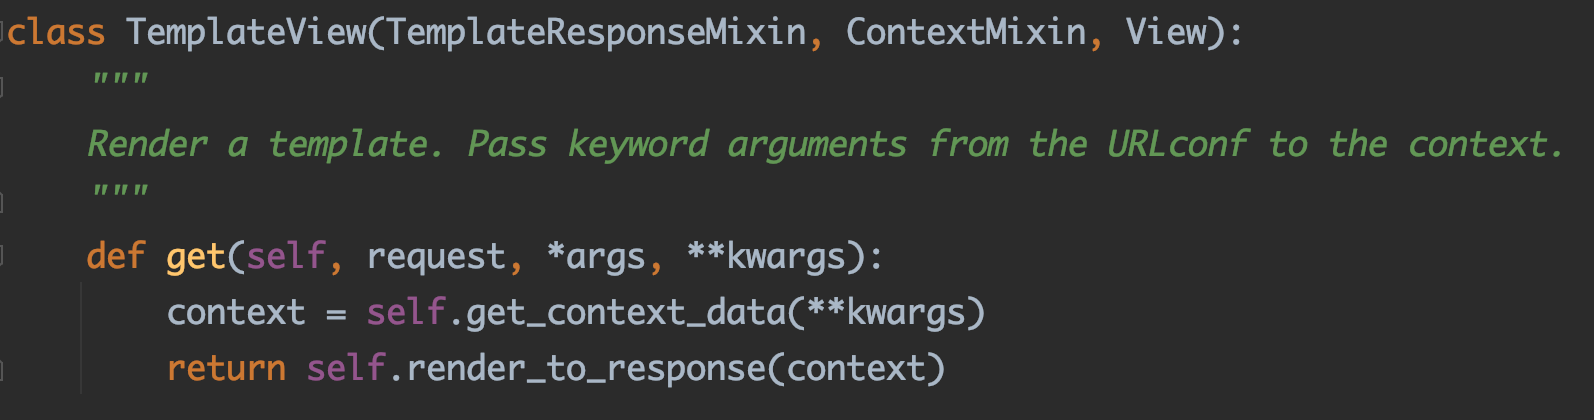 class TemplateView(TemplateResponseMixin, ContextMixin, View):
    """
    Render a template. Pass keyword arguments from the URLconf to the context.
    """
    def get(self, request, *args, **kwargs):
        context = self.get_context_data(**kwargs)
        return self.render_to_response(context)